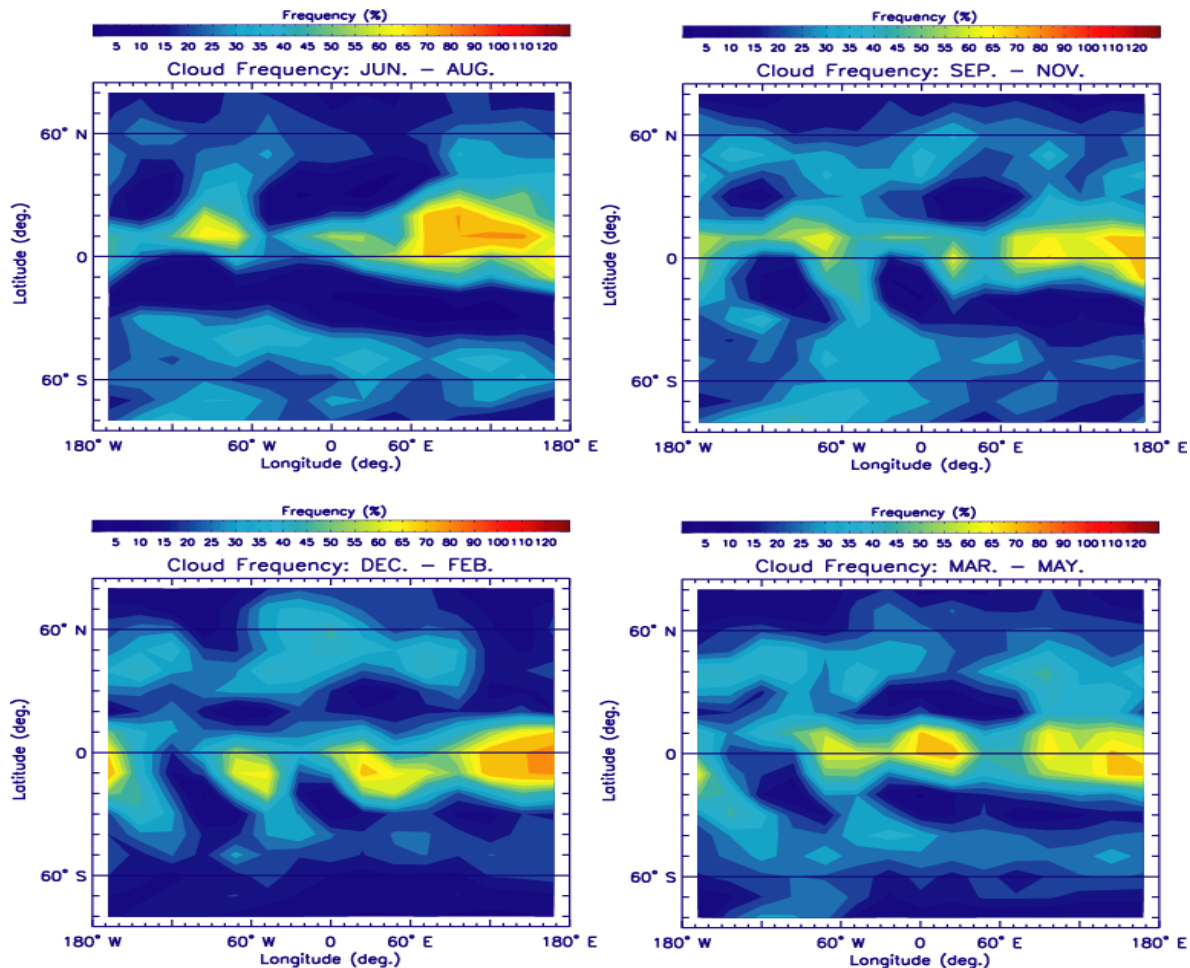 Frequency (%)
5 10 15 20 25 30 35 45 50 55 60 65 70 80 90 100 110 120
Cloud Frequency: JUN. – AUG.
Latitude (deg.)
60° N
0
60° S
180° W 60° W 0 60° E 180° E
Longitude (deg.)
Frequency (%)
5 10 15 20 25 30 35 45 50 55 60 65 70 80 90 100 110 120
Cloud Frequency: SEP. – NOV.
Latitude (deg.)
60° N
0
60° S
180° W 60° W 0 60° E 180° E
Longitude (deg.)
Frequency (%)
5 10 15 20 25 30 35 45 50 55 60 65 70 80 90 100 110 120
Cloud Frequency: DEC. – FEB.
Latitude (deg.)
60° N
0
60° S
180° W 60° W 0 60° E 180° E
Longitude (deg.)
Frequency (%)
5 10 15 20 25 30 35 45 50 55 60 65 70 80 90 100 110 120
Cloud Frequency: MAR. – MAY.
Latitude (deg.)
60° N
0
60° S
180° W 60° W 0 60° E 180° E
Longitude (deg.)